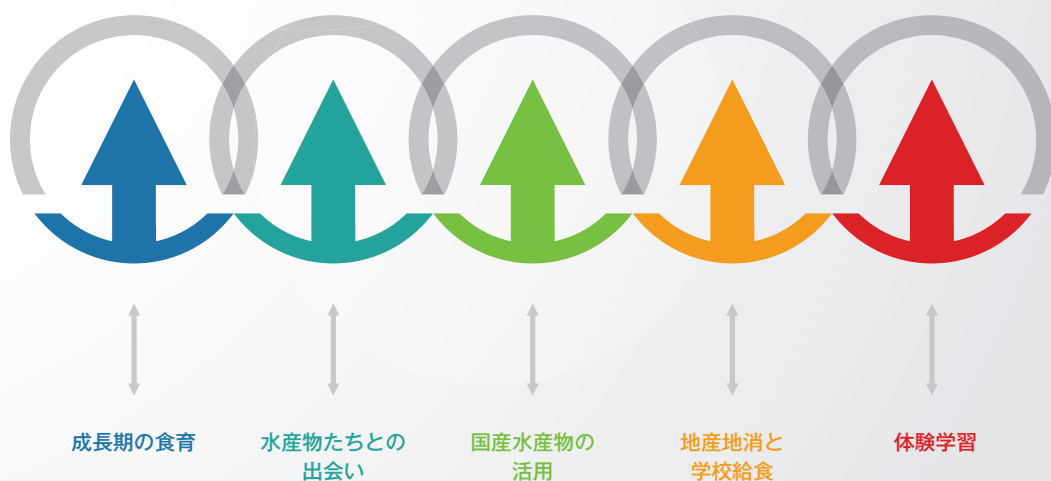 成長期の食育
水産物たちとの
出会い
国産水産物の
活用
地産地消と
学校給食
体験学習